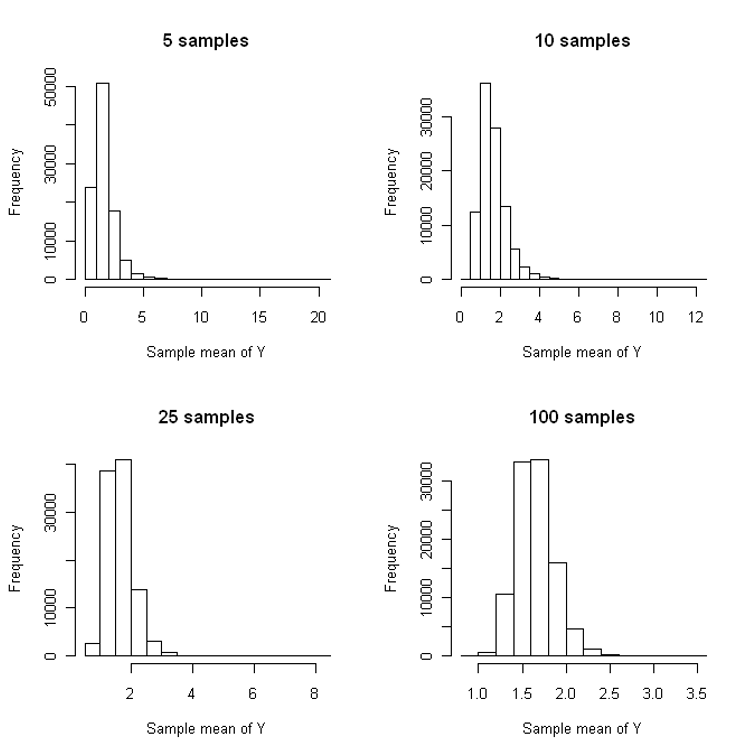 5 samples
Frequency
50000
30000
10000
0
0 5 10 15 20
Sample mean of Y
10 samples
Frequency
30000
20000
10000
0
0 2 4 6 8 10 12
Sample mean of Y
25 samples
Frequency
30000
10000
0
2 4 6 8
Sample mean of Y
100 samples
Frequency
30000
20000
10000
0
1.0 1.5 2.0 2.5 3.0 3.5
Sample mean of Y